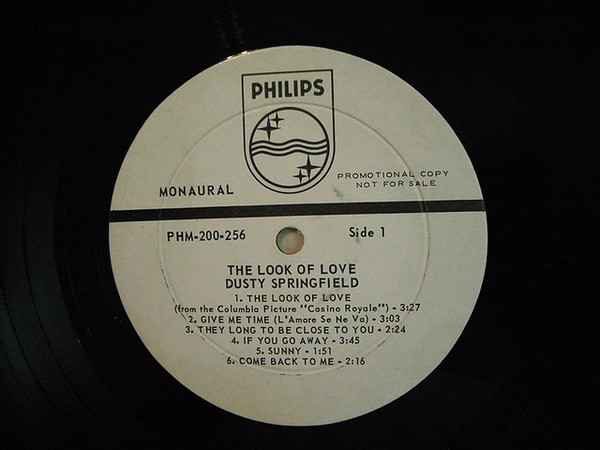 PHILIPS
PROMOTIONAL COPY
NOT FOR SALE
MONAURAL
PHM-200-256
Side 1
THE LOOK OF LOVE
DUSTY SPRINGFIELD
1. THE LOOK OF LOVE
(from the Columbia Picture ""Casino Royale"") - 3:27
2. GIVE ME TIME (L'Amore Se Ne Va) - 3:03
3. THEY LONG TO BE CLOSE TO YOU - 2:24
4. IF YOU GO AWAY - 3:45
5. SUNNY - 1:51
6. COME BACK TO ME - 2:16